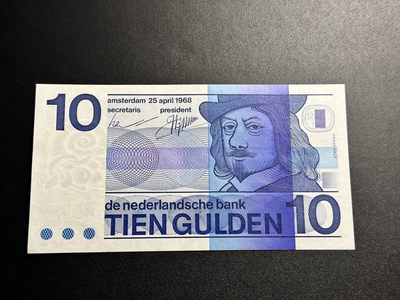 10
amsterdam 25 april 1968
secretaris president
de nederlandsche bank
TIEN GULDEN 10